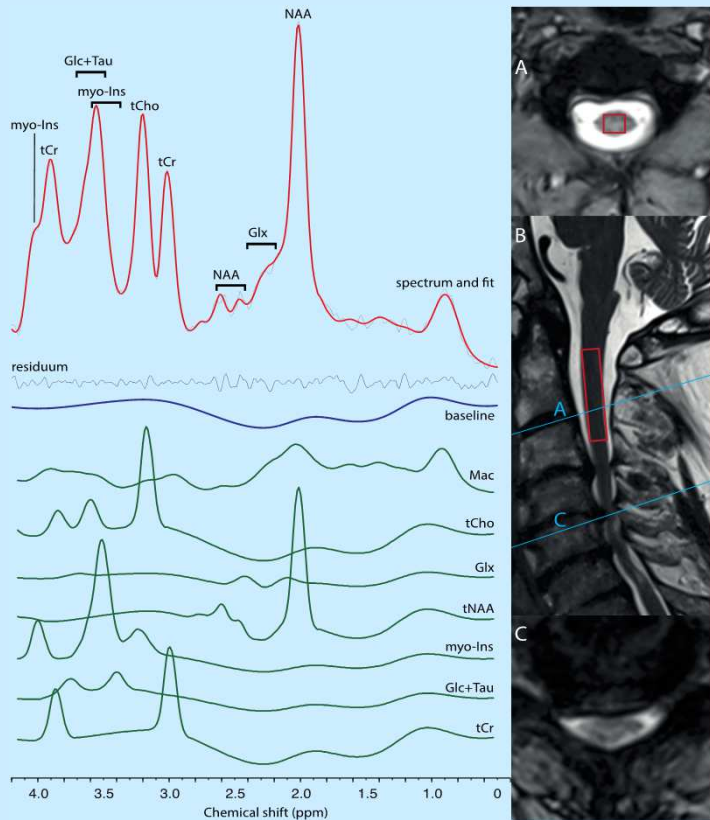 NAA
Glc+Tau
myo-Ins
tCho
myo-Ins
tCr
tCr
Glx
NAA
spectrum and fit
residuum
baseline
Mac
tCho
Glx
tNAA
myo-Ins
Glc+Tau
tCr
4.0 3.5 3.0 2.5 2.0 1.5 1.0 0
Chemical shift (ppm)
A
B
A
C
C